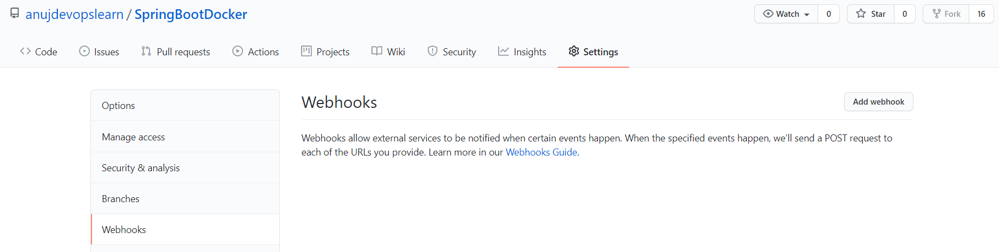 anujdevopslearn / SpringBootDocker
Watch 0 Star 0 Fork 16
Code Issues Pull requests Actions Projects Wiki Security Insights Settings
Options
Manage access
Security & analysis
Branches
Webhooks
Webhooks
Add webhook
Webhooks allow external services to be notified when certain events happen. When the specified events happen, we’ll send a POST request to
each of the URLs you provide. Learn more in our Webhooks Guide.